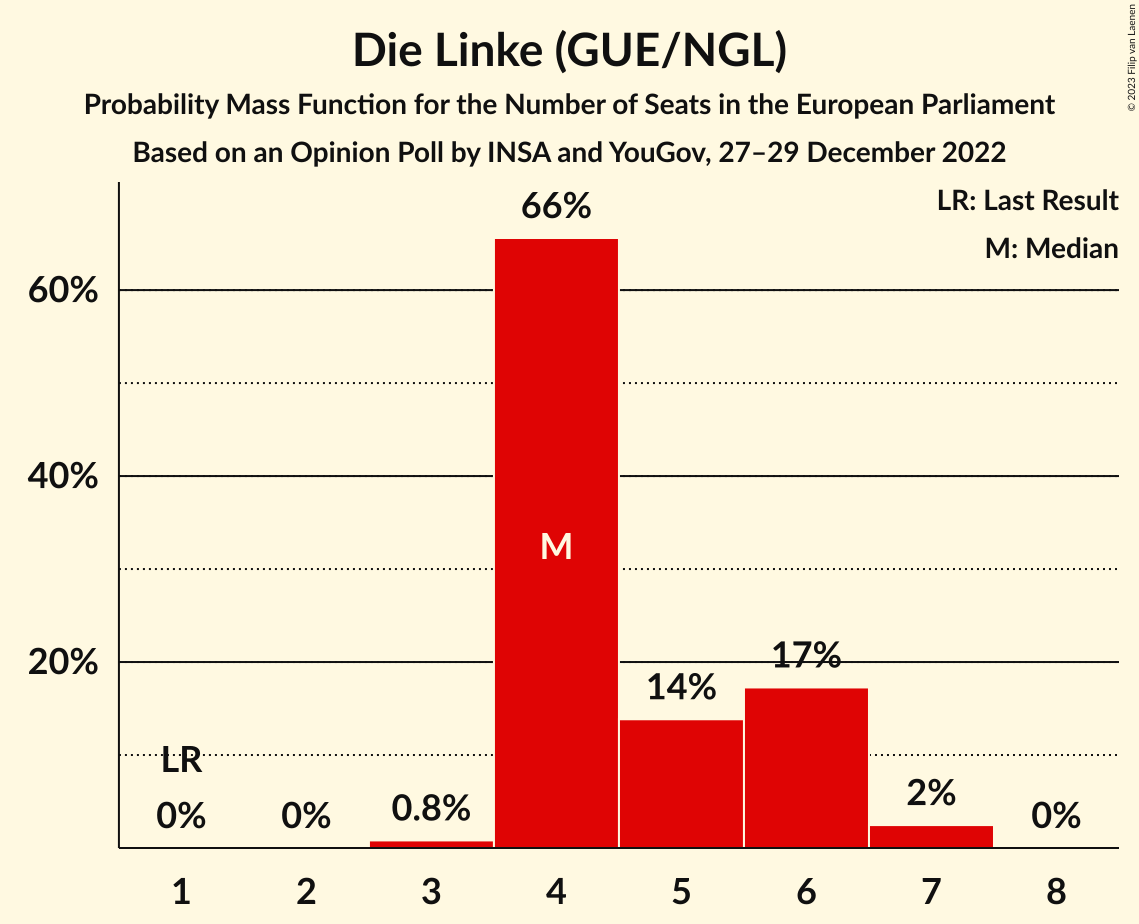 Die Linke (GUE/NGL)
Probability Mass Function for the Number of Seats in the European Parliament
Based on an Opinion Poll by INSA and YouGov, 27–29 December 2022
© 2023 Filip van Laenen
LR: Last Result
M: Median
66%
60%
40%
M
20%
17%
14%
LR
0%
0%
0.8%
2%
0%
1 2 3 4 5 6 7 8